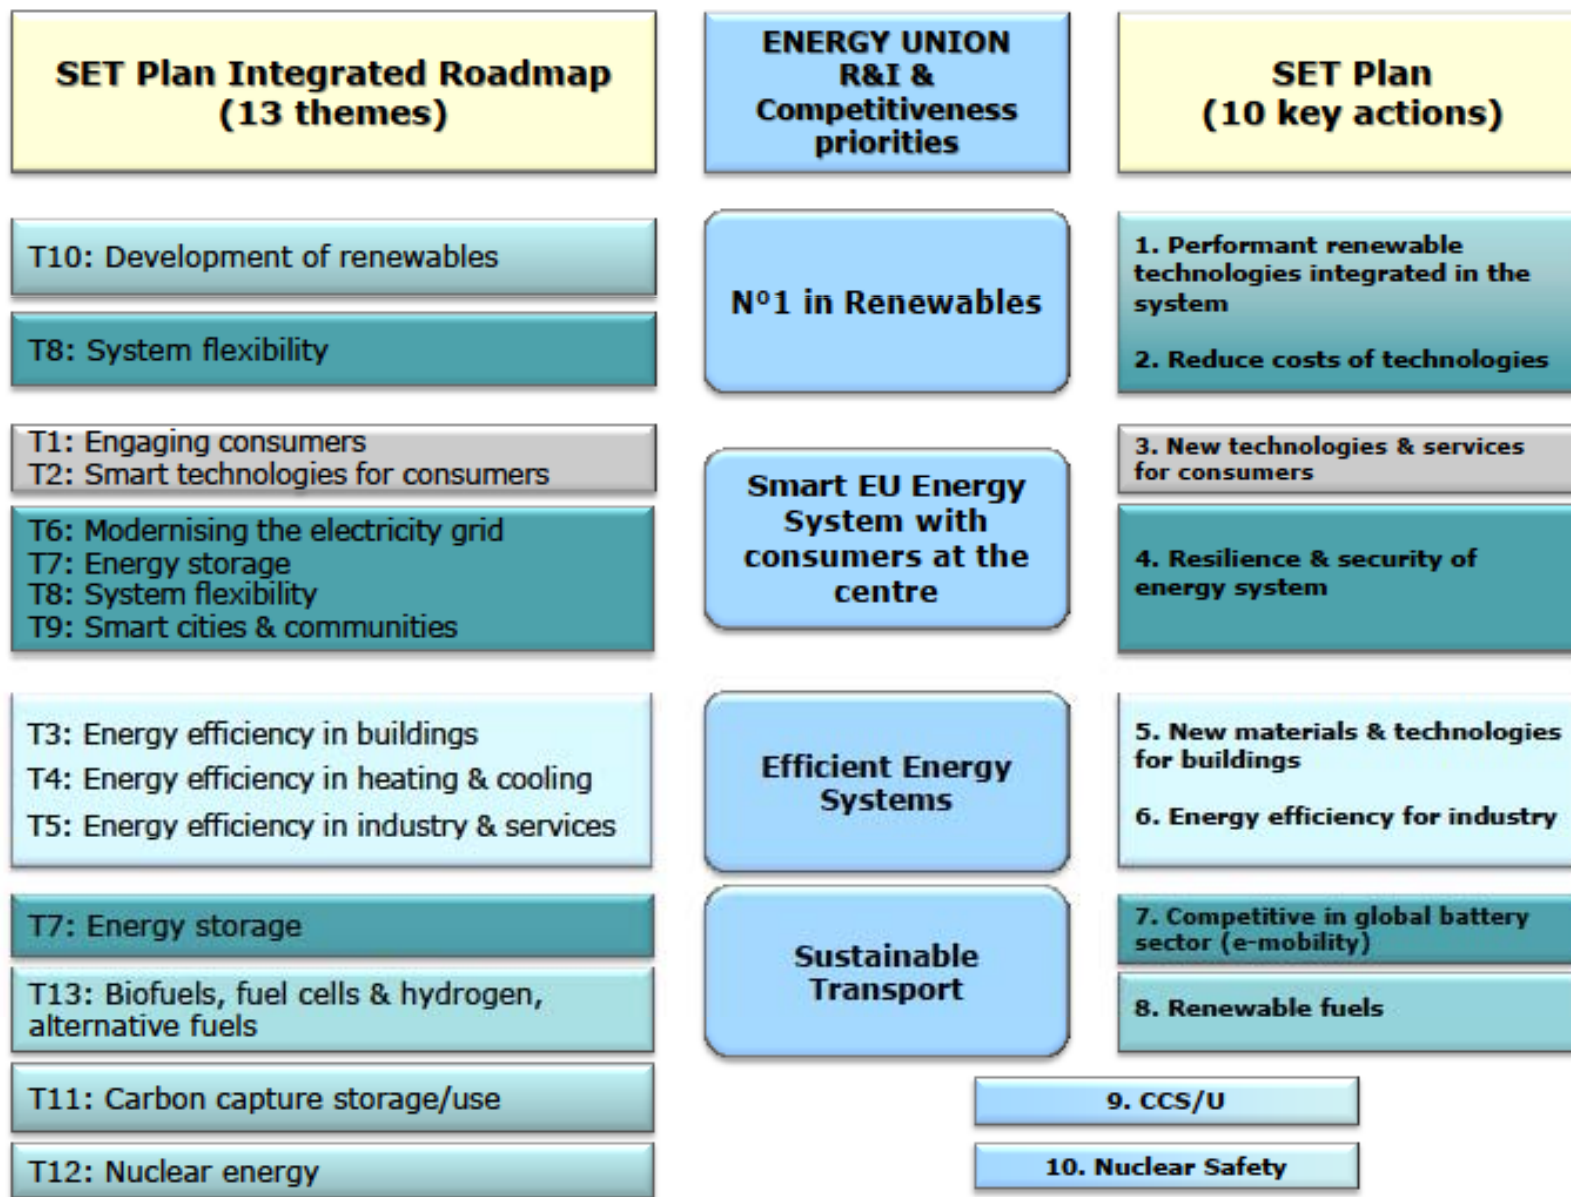 SET Plan Integrated Roadmap
(13 themes)
ENERGY UNION
R&I &
Competitiveness
priorities
SET Plan
(10 key actions)
T10: Development of renewables
T8: System flexibility
Nº1 in Renewables
1. Performant renewable
technologies integrated in the
system
2. Reduce costs of technologies
T1: Engaging consumers
T2: Smart technologies for consumers
T6: Modernising the electricity grid
T7: Energy storage
T8: System flexibility
T9: Smart cities & communities
Smart EU Energy
System with
consumers at the
centre
3. New technologies & services
for consumers
4. Resilience & security of
energy system
T3: Energy efficiency in buildings
T4: Energy efficiency in heating & cooling
T5: Energy efficiency in industry & services
Efficient Energy
Systems
5. New materials & technologies
for buildings
6. Energy efficiency for industry
T7: Energy storage
T13: Biofuels, fuel cells & hydrogen,
alternative fuels
Sustainable
Transport
7. Competitive in global battery
sector (e-mobility)
8. Renewable fuels
T11: Carbon capture storage/use
9. CCS/U
T12: Nuclear energy
10. Nuclear Safety